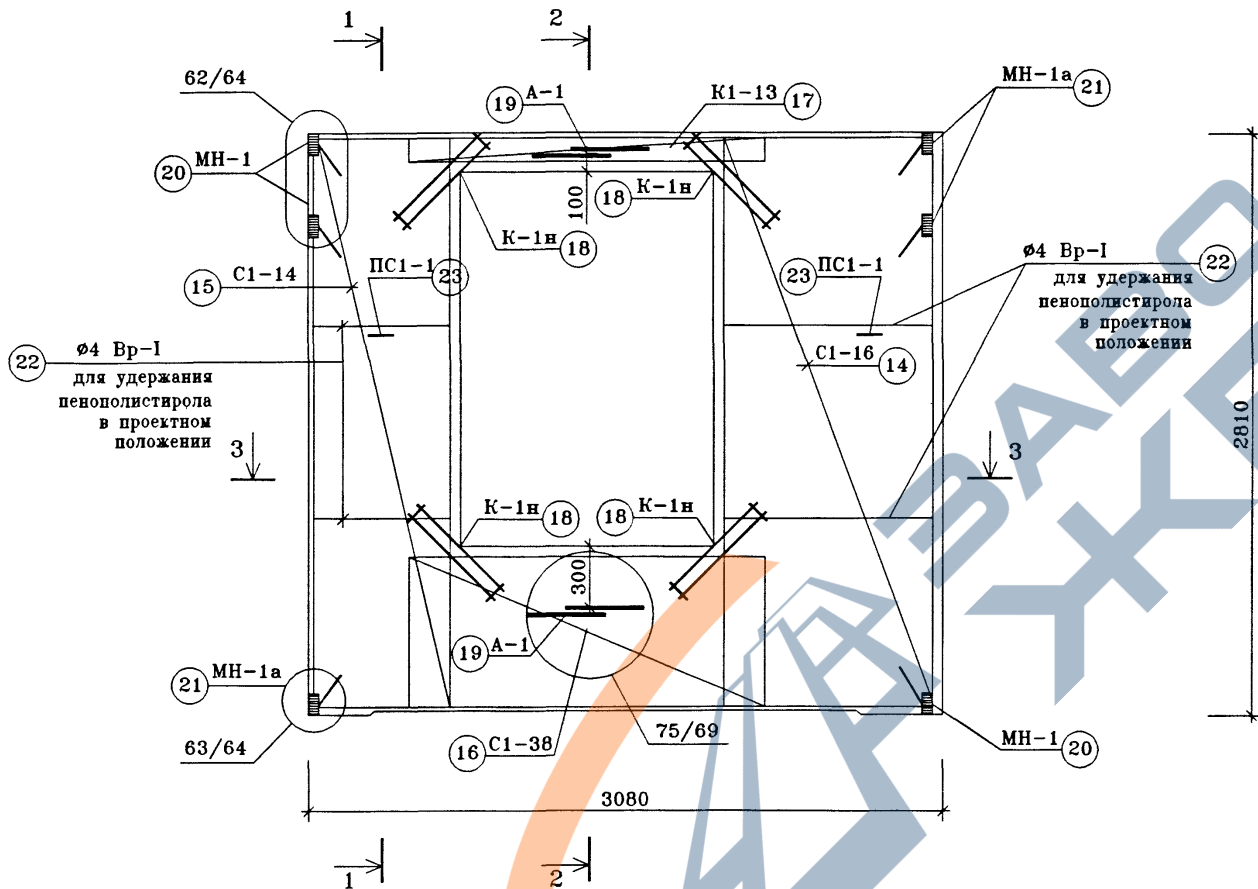 1
2
62/64
19 А-1
К1-13 17
МН-1а 21
20 МН-1
100
18 К-1н
К-1н 18
ПС1-1 23
23 ПС1-1
ø4 Вр-I 22
для удержания
пенополистирола
в проектном
положении
15 С1-14
22 ø4 Вр-I
для удержания
пенополистирола
в проектном
положении
С1-16 14
2810
3
3
К-1н 18
18 К-1н
300
19 А-1
21 МН-1а
63/64
16 С1-38
75/69
МН-1 20
3080
1
2
ЗАВО
ЖБ